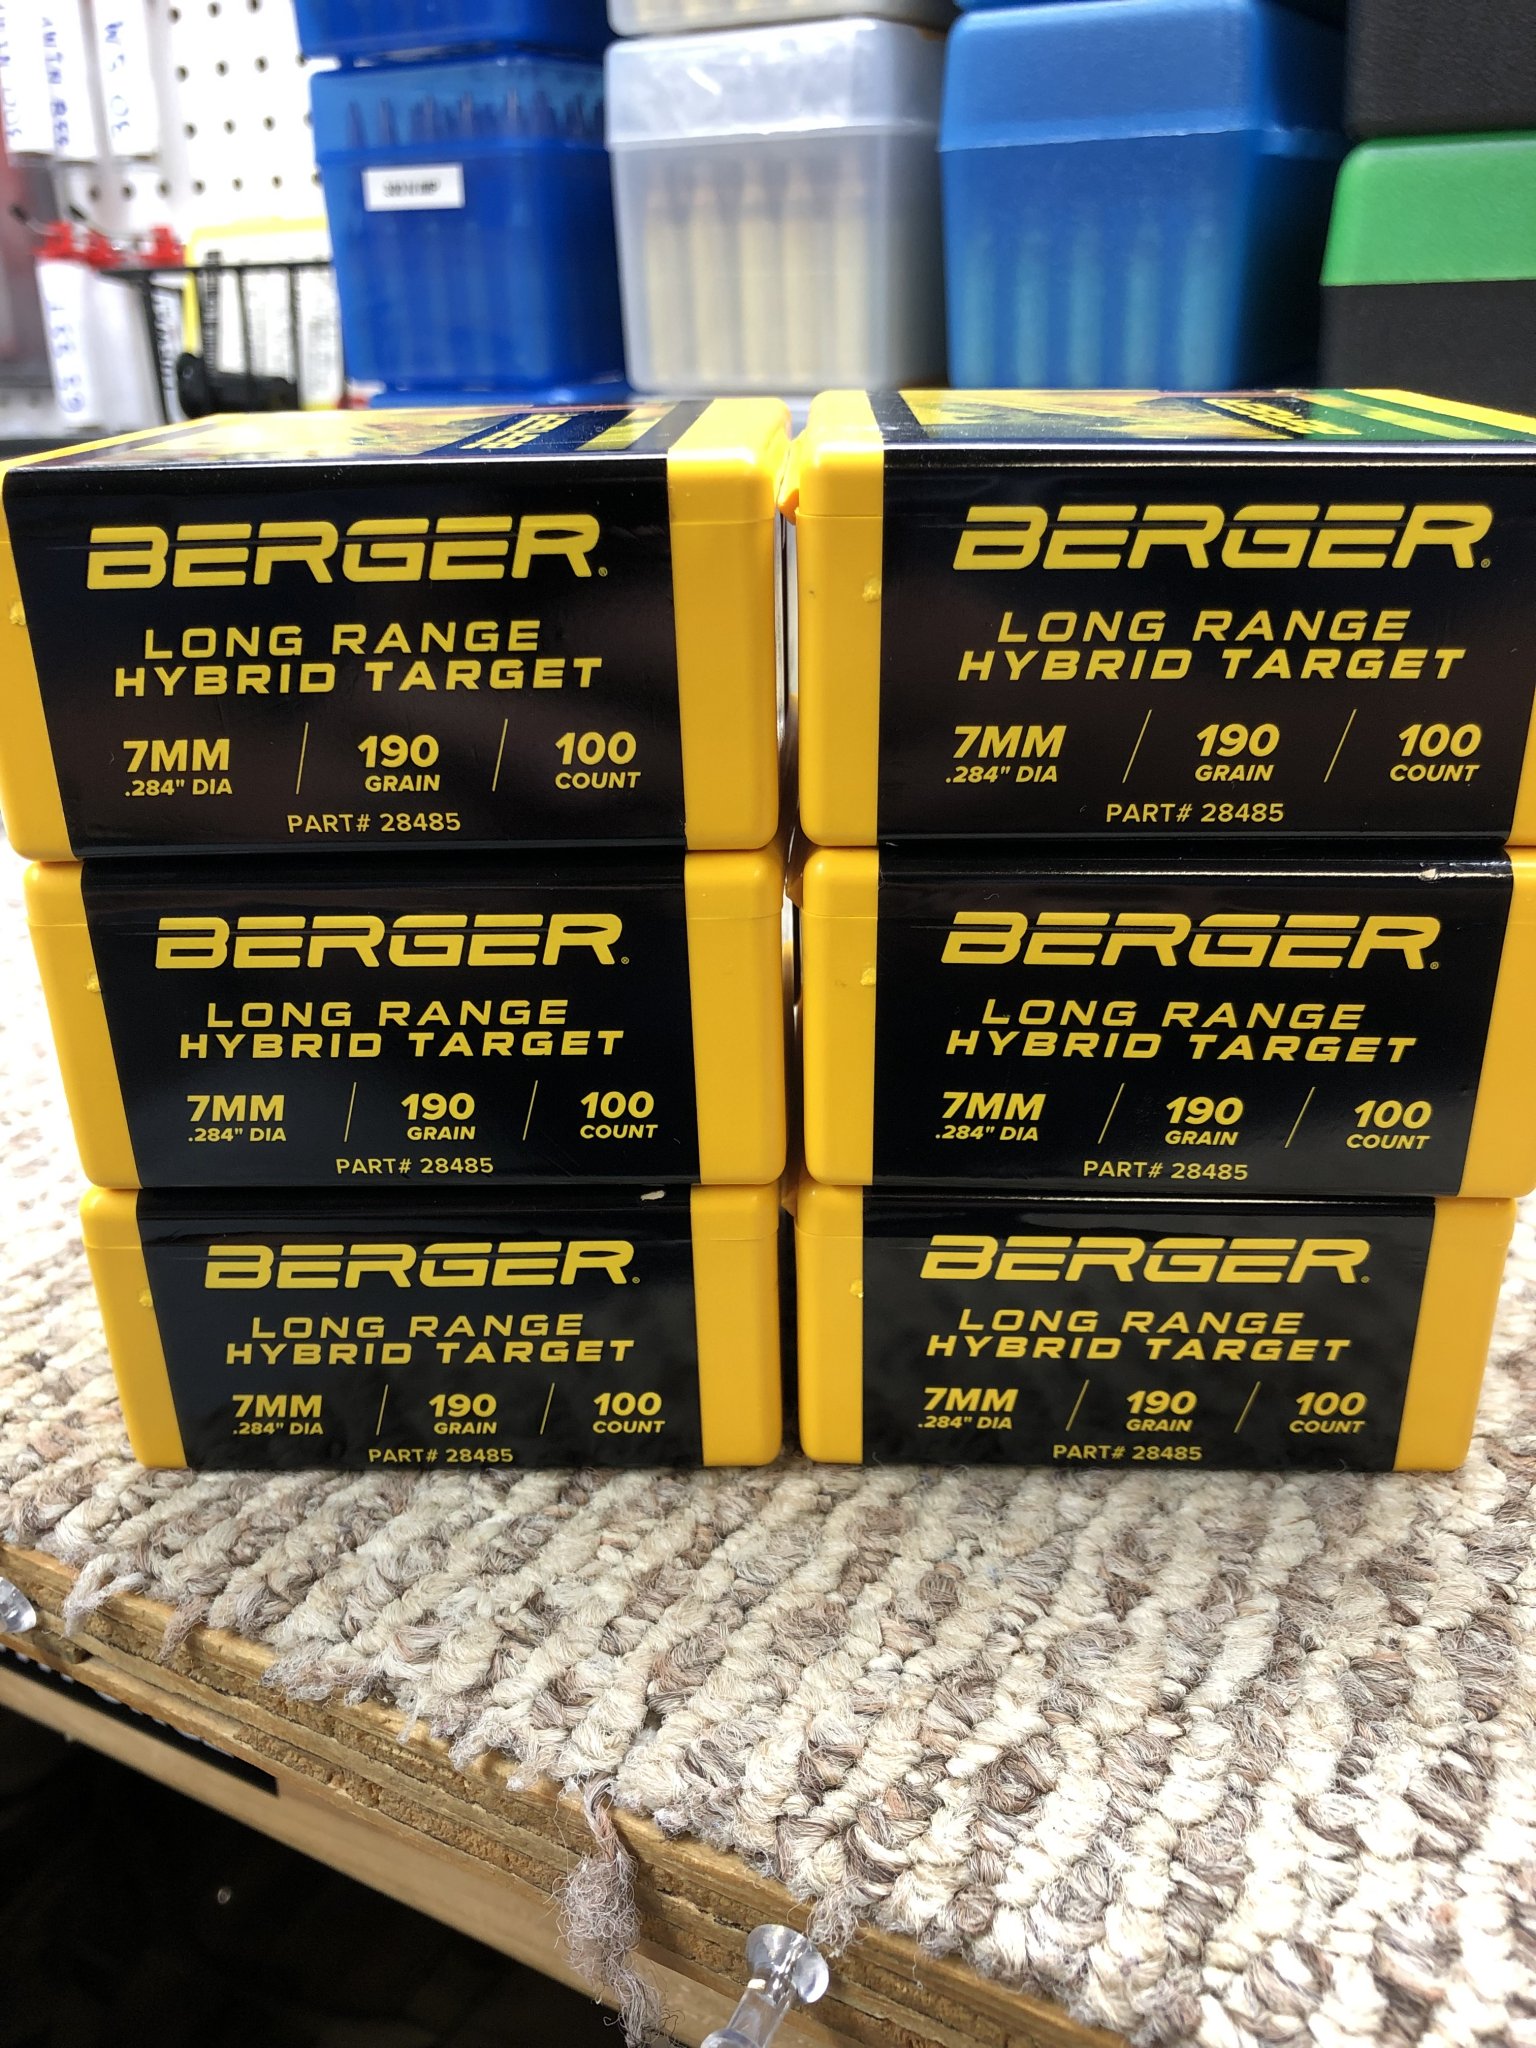 BERGER®
LONG RANGE
HYBRID TARGET
7MM 190 100
.284" DIA GRAIN COUNT
PART# 28485
BERGER®
LONG RANGE
HYBRID TARGET
7MM 190 100
.284" DIA GRAIN COUNT
PART# 28485
BERGER®
LONG RANGE
HYBRID TARGET
7MM 190 100
.284" DIA GRAIN COUNT
PART# 28485
BERGER®
LONG RANGE
HYBRID TARGET
7MM 190 100
.284" DIA GRAIN COUNT
PART# 28485
BERGER®
LONG RANGE
HYBRID TARGET
7MM 190 100
.284" DIA GRAIN COUNT
PART# 28485
BERGER®
LONG RANGE
HYBRID TARGET
7MM 190 100
.284" DIA GRAIN COUNT
PART# 28485
BERGER
BERGER